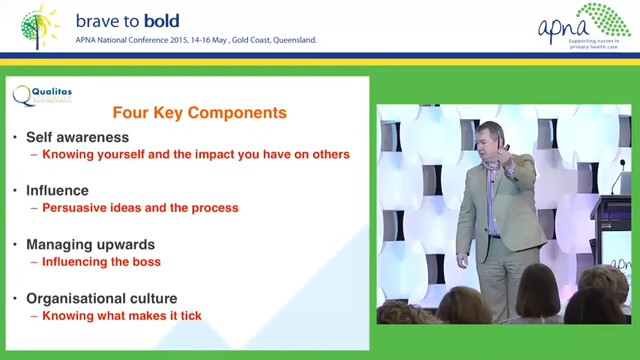 brave to bold
APNA National Conference 2015, 14-16 May, Gold Coast, Queensland.
apna
Supporting nurses in
primary health care
Qualitas
Four Key Components
• Self awareness
– Knowing yourself and the impact you have on others
• Influence
– Persuasive ideas and the process
• Managing upwards
– Influencing the boss
• Organisational culture
– Knowing what makes it tick
apna